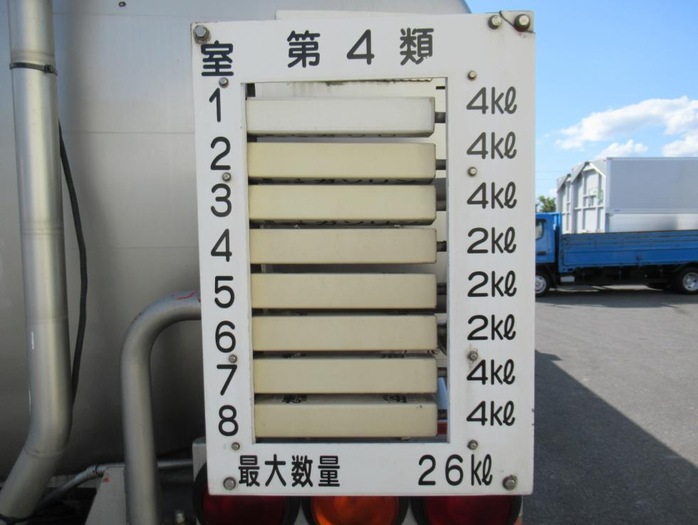 室 第4類
1 4kℓ
2 4kℓ
3 4kℓ
4 2kℓ
5 2kℓ
6 2kℓ
7 4kℓ
8 4kℓ
最大数量 26kℓ